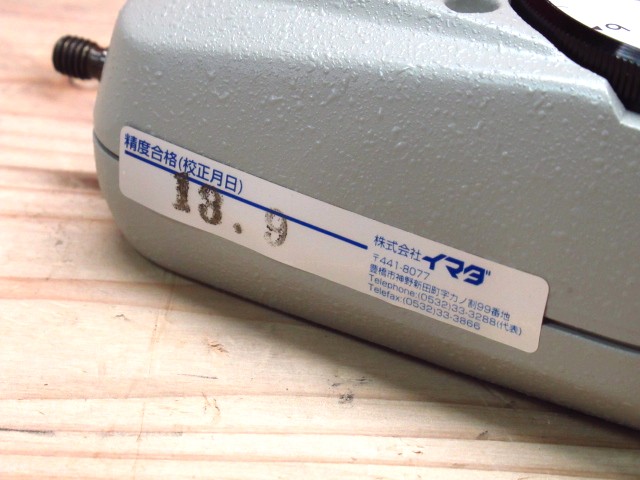 精度合格(校正月日)
13.9
株式会社イマダ
〒441-8077
豊橋市神野新田町字カノ割99番地
Telephone:(0532)33-3288(代表)
Telefax:(0532)33-3866